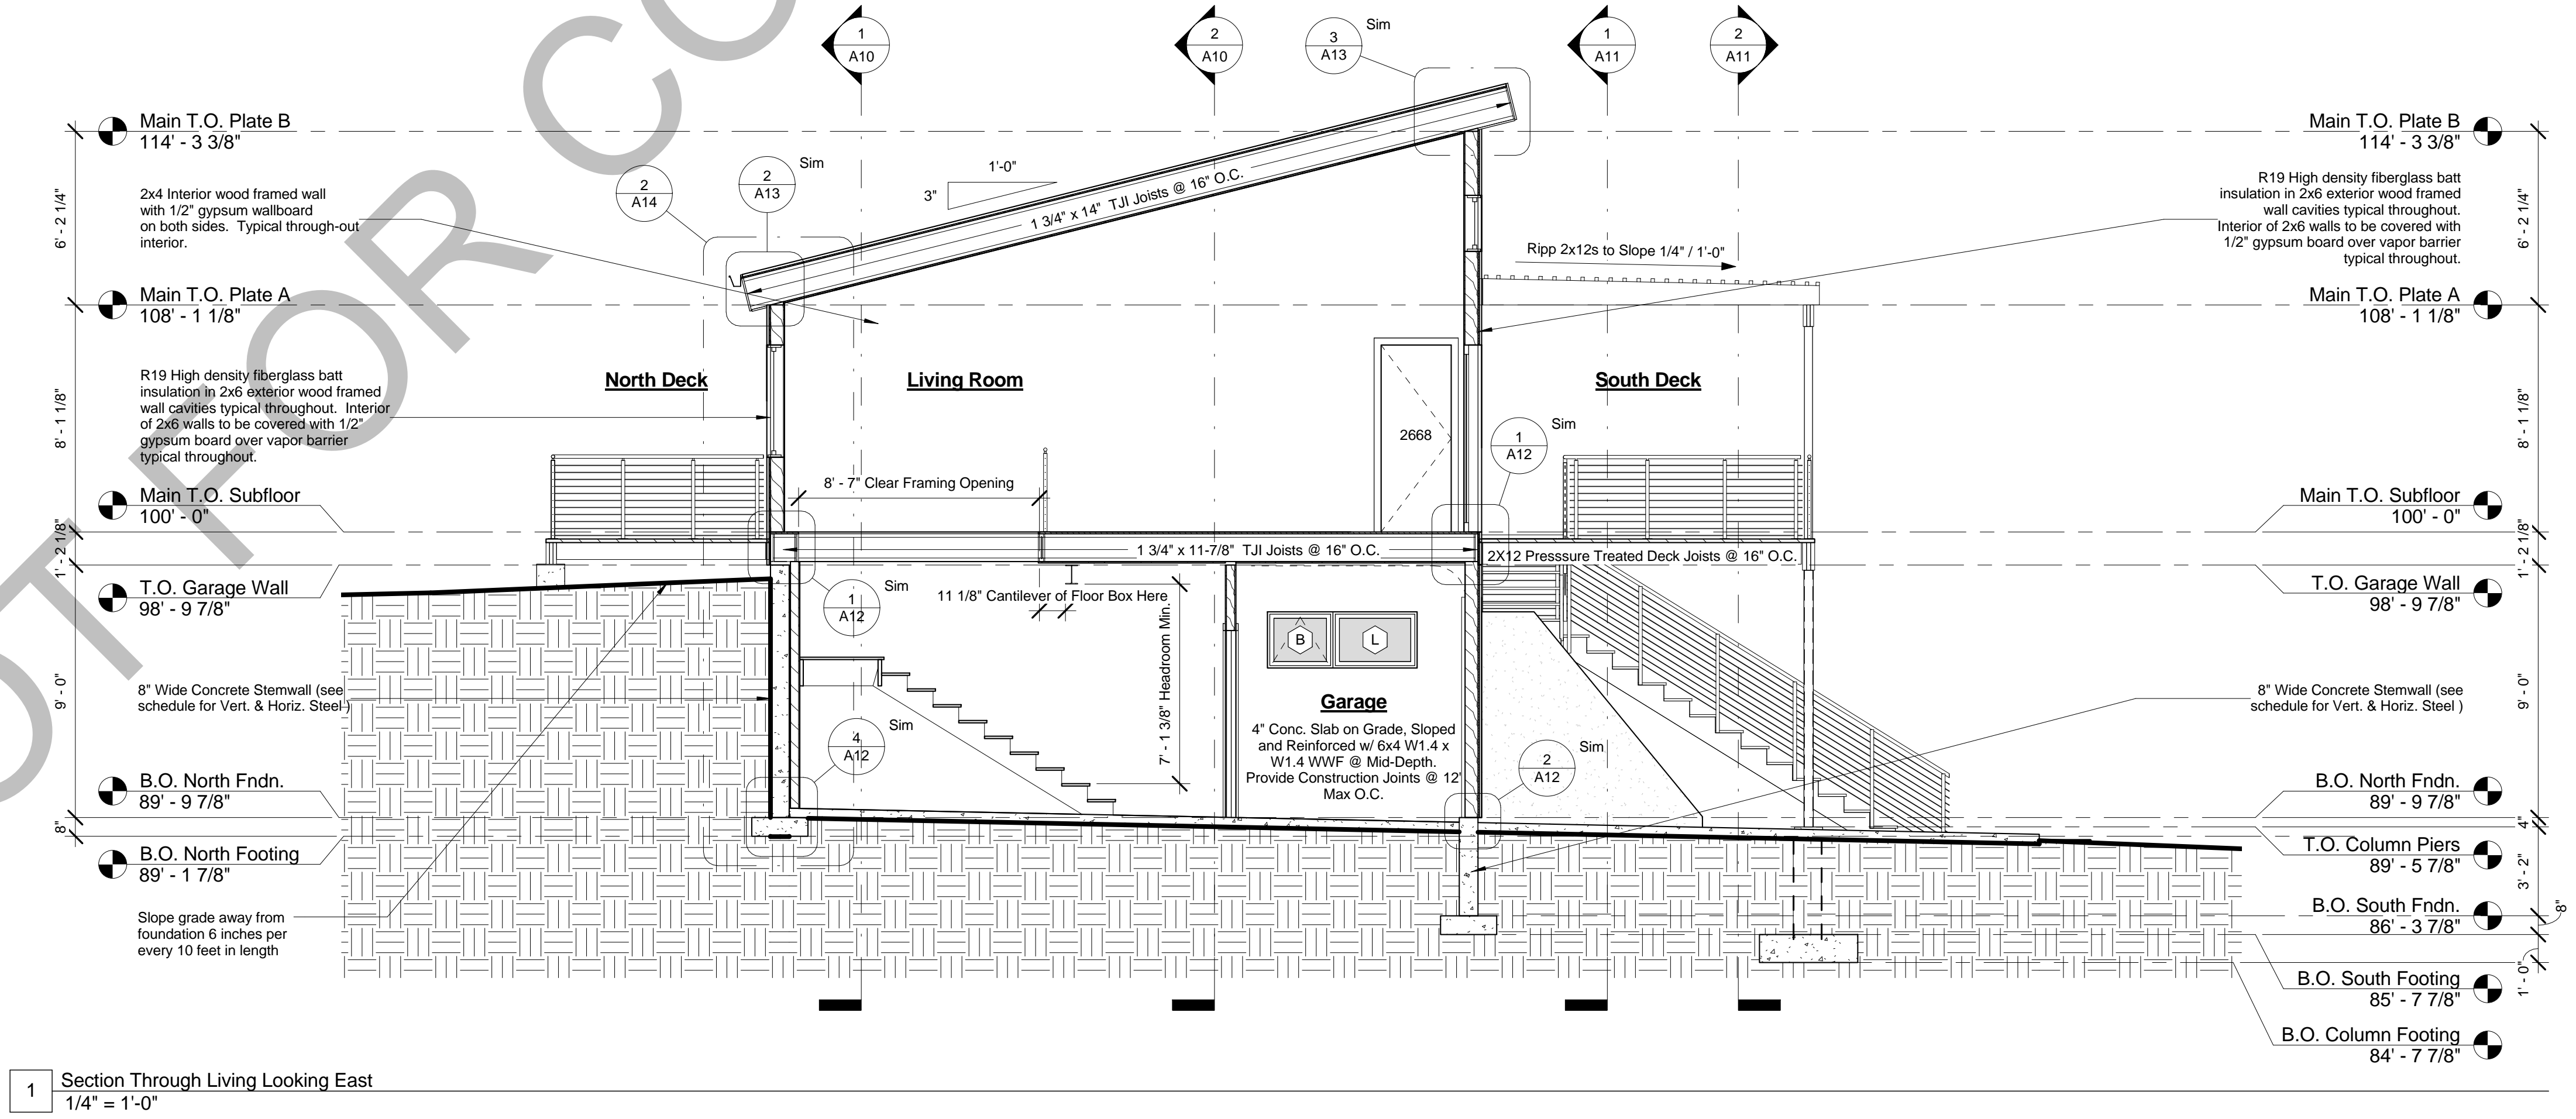 1
A10
2
A10
3
A13
Sim
1
A11
2
A11
Main T.O. Plate B
114' - 3 3/8"
Main T.O. Plate B
114' - 3 3/8"
6' - 2 1/4"
2x4 Interior wood framed wall
with 1/2" gypsum wallboard
on both sides. Typical through-out
interior.
2
A14
2
A13
Sim
1'-0"
3"
1 3/4" x 14" TJI Joists @ 16" O.C.
R19 High density fiberglass batt
insulation in 2x6 exterior wood framed
wall cavities typical throughout.
Interior of 2x6 walls to be covered with
1/2" gypsum board over vapor barrier
typical throughout.
6' - 2 1/4"
Ripp 2x12s to Slope 1/4" / 1'-0"
Main T.O. Plate A
108' - 1 1/8"
Main T.O. Plate A
108' - 1 1/8"
8' - 1 1/8"
R19 High density fiberglass batt
insulation in 2x6 exterior wood framed
wall cavities typical throughout. Interior
of 2x6 walls to be covered with 1/2"
gypsum board over vapor barrier
typical throughout.
North Deck
Living Room
South Deck
2668
1
A12
Sim
8' - 1 1/8"
8' - 7" Clear Framing Opening
Main T.O. Subfloor
100' - 0"
Main T.O. Subfloor
100' - 0"
1' - 2 1/8"
1 3/4" x 11-7/8" TJI Joists @ 16" O.C.
2X12 Presssure Treated Deck Joists @ 16" O.C.
1' - 2 1/8"
T.O. Garage Wall
98' - 9 7/8"
T.O. Garage Wall
98' - 9 7/8"
1
A12
Sim
11 1/8" Cantilever of Floor Box Here
7' - 1 3/8" Headroom Min.
B
L
9' - 0"
8" Wide Concrete Stemwall (see
schedule for Vert. & Horiz. Steel )
4
A12
Sim
Garage
4" Conc. Slab on Grade, Sloped
and Reinforced w/ 6x4 W1.4 x
W1.4 WWF @ Mid-Depth.
Provide Construction Joints @ 12'
Max O.C.
2
A12
Sim
8" Wide Concrete Stemwall (see
schedule for Vert. & Horiz. Steel )
9' - 0"
B.O. North Fndn.
89' - 9 7/8"
B.O. North Fndn.
89' - 9 7/8"
8"
4"
B.O. North Footing
89' - 1 7/8"
T.O. Column Piers
89' - 5 7/8"
3' - 2"
Slope grade away from
foundation 6 inches per
every 10 feet in length
B.O. South Fndn.
86' - 3 7/8"
8"
B.O. South Footing
85' - 7 7/8"
1' - 0"
B.O. Column Footing
84' - 7 7/8"
1
Section Through Living Looking East
1/4" = 1'-0"
OT FOR CO